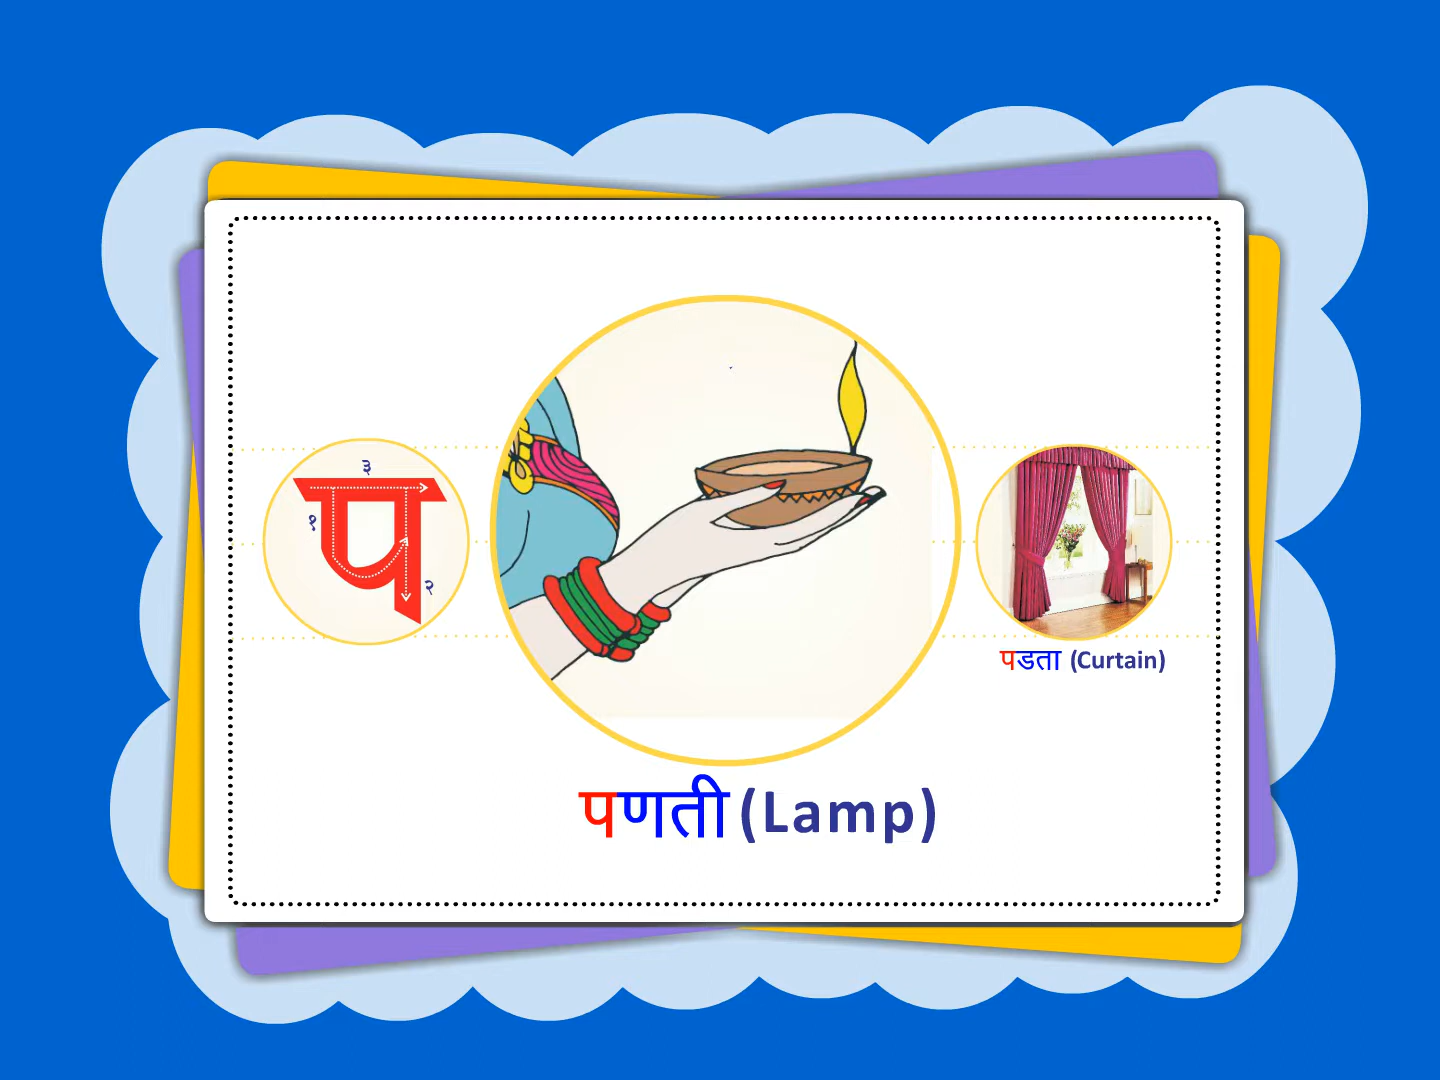 ३
१
प
२
पडता (Curtain)
पणती (Lamp)